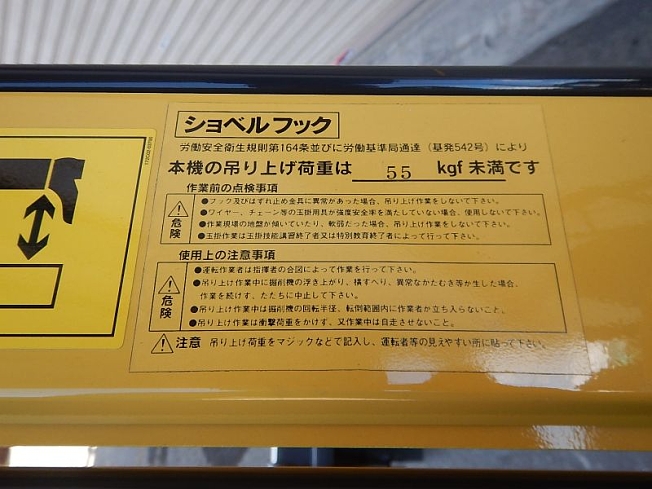 ショベルフック
労働安全衛生規則第164条並びに労働基準局通達（基発542号）により
本機の吊り上げ荷重は 55 kgf 未満です
作業前の点検事項
危険
●フック及びはずれ止め金具に異常があった場合、吊り上げ作業をしないで下さい。
●ワイヤー、チェーン等の玉掛用具が強度安全率を満たしていない場合、使用しないで下さい。
●作業現場の地盤が傾いていたり、軟弱だった場合、吊り上げ作業をしないで下さい。
●玉掛作業は玉掛技能講習終了者又は特別教育終了者によって行って下さい。
使用上の注意事項
危険
●運転作業者は指揮者の合図によって作業を行って下さい。
●吊り上げ作業中に掘削機の浮き上がり、横すべり、異常なかたむき等が生した場合、
作業を続けず、たたちに中止して下さい。
●吊り上げ作業中は掘削機の回転半径、転倒範囲内に作業者か立ち入らないこと。
●吊り上げ作業は衝撃荷重をかけず、又作業中は自走させないこと。
注意 吊り上げ荷重をマジックなどで記入し、運転者等の見えやすい所に貼って下さい。